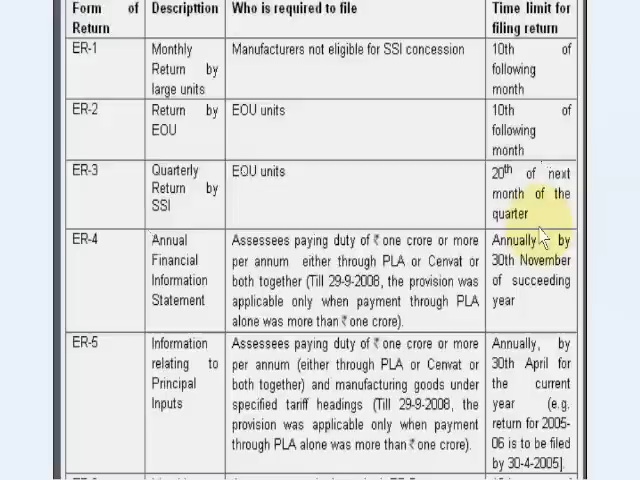 Form of Descripttion Who is required to file Time limit for
Return filing return
ER-1 Monthly Manufacturers not eligible for SSI concession 10th of
Return by following
large units month
ER-2 Return by EOU units 10th of
EOU following
month
ER-3 Quarterly EOU units 20th of next
Return by month of the
SSI quarter
ER-4 Annual Assessees paying duty of ₹ one crore or more Annually, by
Financial per annum either through PLA or Cenvat or 30th November
Information both together (Till 29-9-2008, the provision was of succeeding
Statement applicable only when payment through PLA year
alone was more than ₹ one crore).
ER-5 Information Assessees paying duty of ₹ one crore or more Annually, by
relating to per annum (either through PLA or Cenvat or 30th April for
Principal both together) and manufacturing goods under the current
Inputs specified tariff headings (Till 29-9-2008, the year (e.g.
provision was applicable only when payment return for 2005-
through PLA alone was more than ₹ one crore). 06 is to be filed
by 30-4-2005].